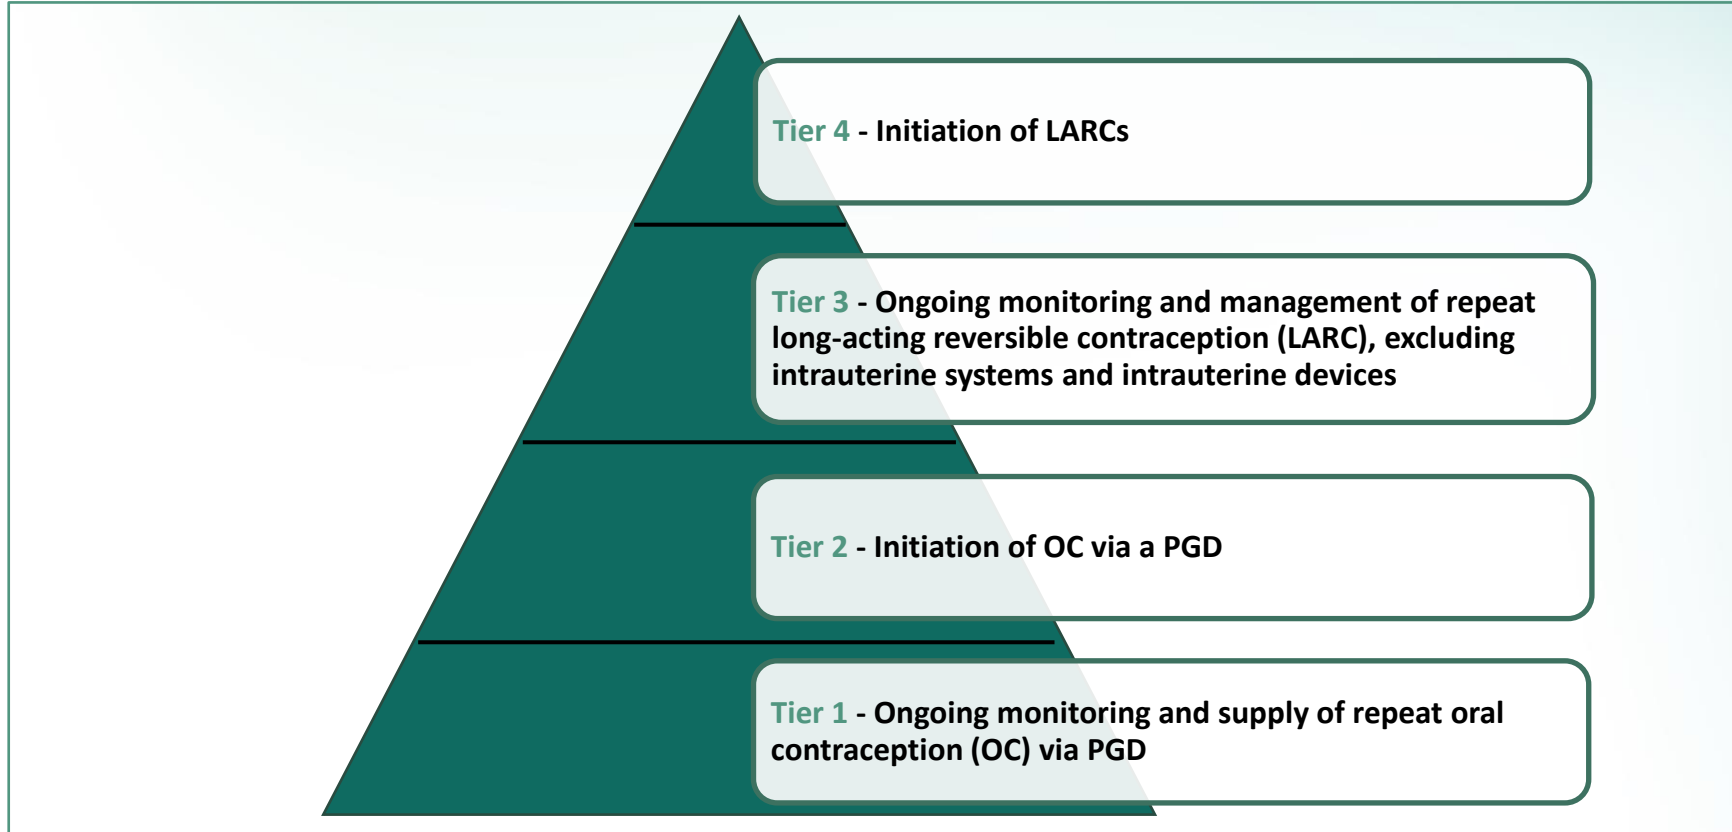 Tier 4 - Initiation of LARCs
Tier 3 - Ongoing monitoring and management of repeat
long-acting reversible contraception (LARC), excluding
intrauterine systems and intrauterine devices
Tier 2 - Initiation of OC via a PGD
Tier 1 - Ongoing monitoring and supply of repeat oral
contraception (OC) via PGD